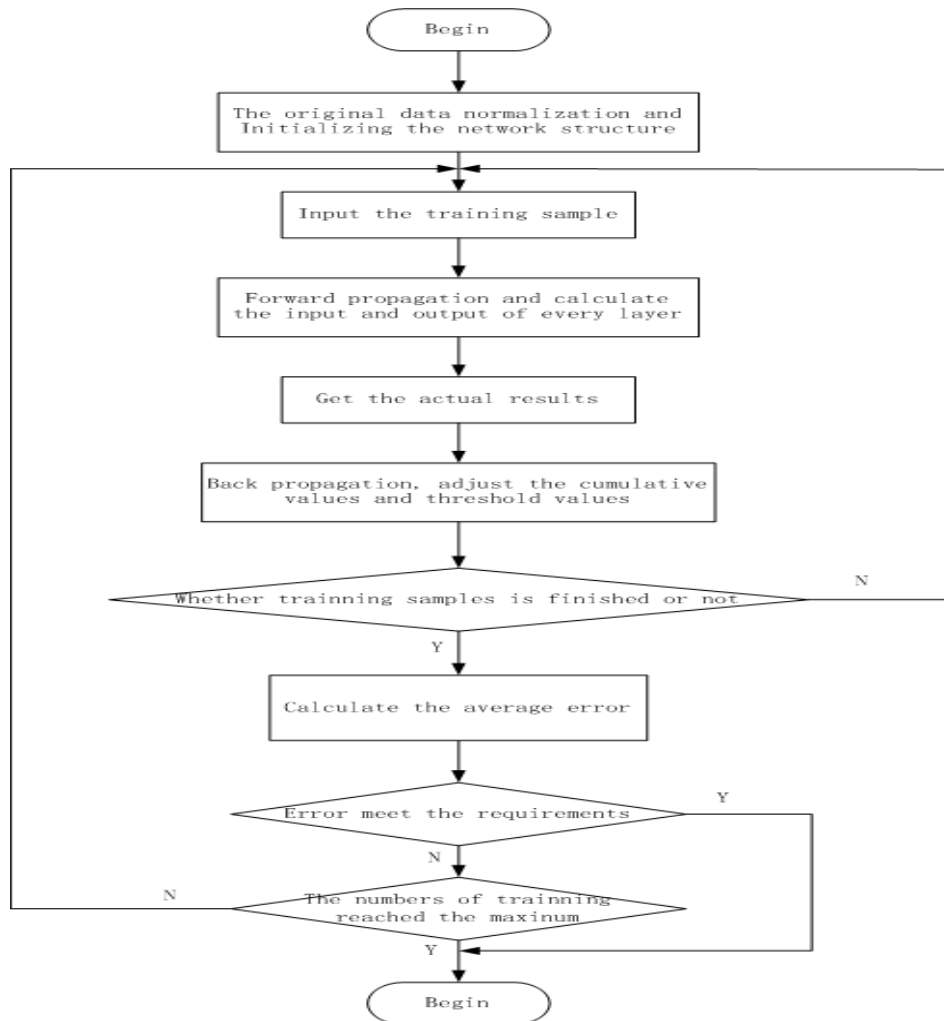 Begin
The original data normalization and
Initializing the network structure
Input the training sample
Forward propagation and calculate
the input and output of every layer
Get the actual results
Back propagation, adjust the cumulative
values and threshold values
Whether trainning samples is finished or not
N
Y
Calculate the average error
Error meet the requirements
Y
N
The numbers of trainning
reached the maxinum
N
Y
Begin